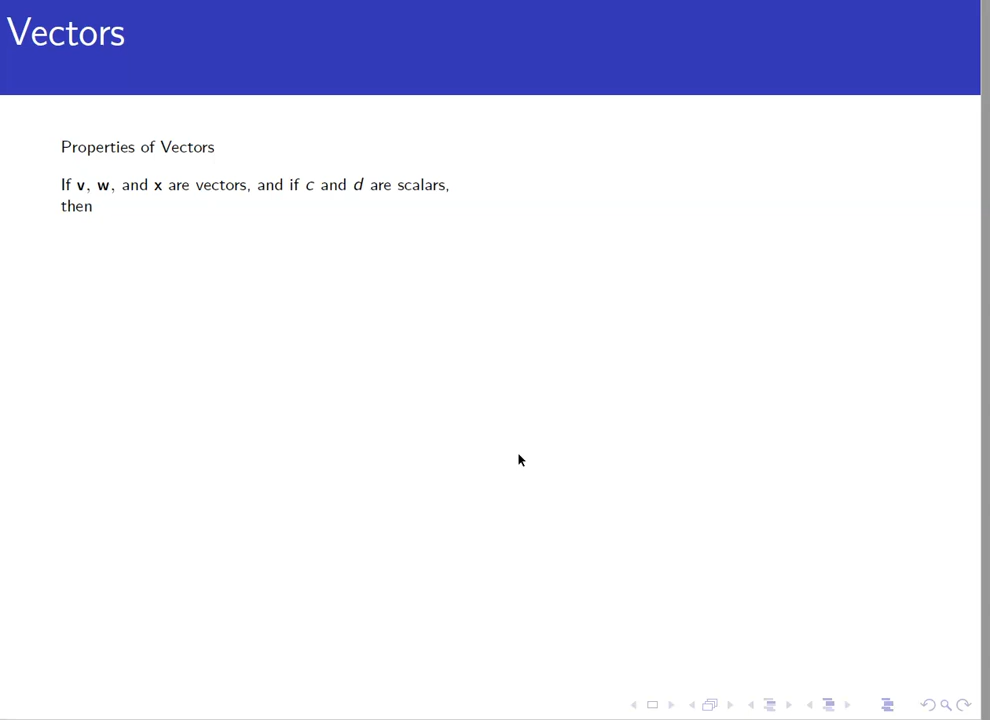 Vectors
Properties of Vectors
If v, w, and x are vectors, and if c and d are scalars,
then